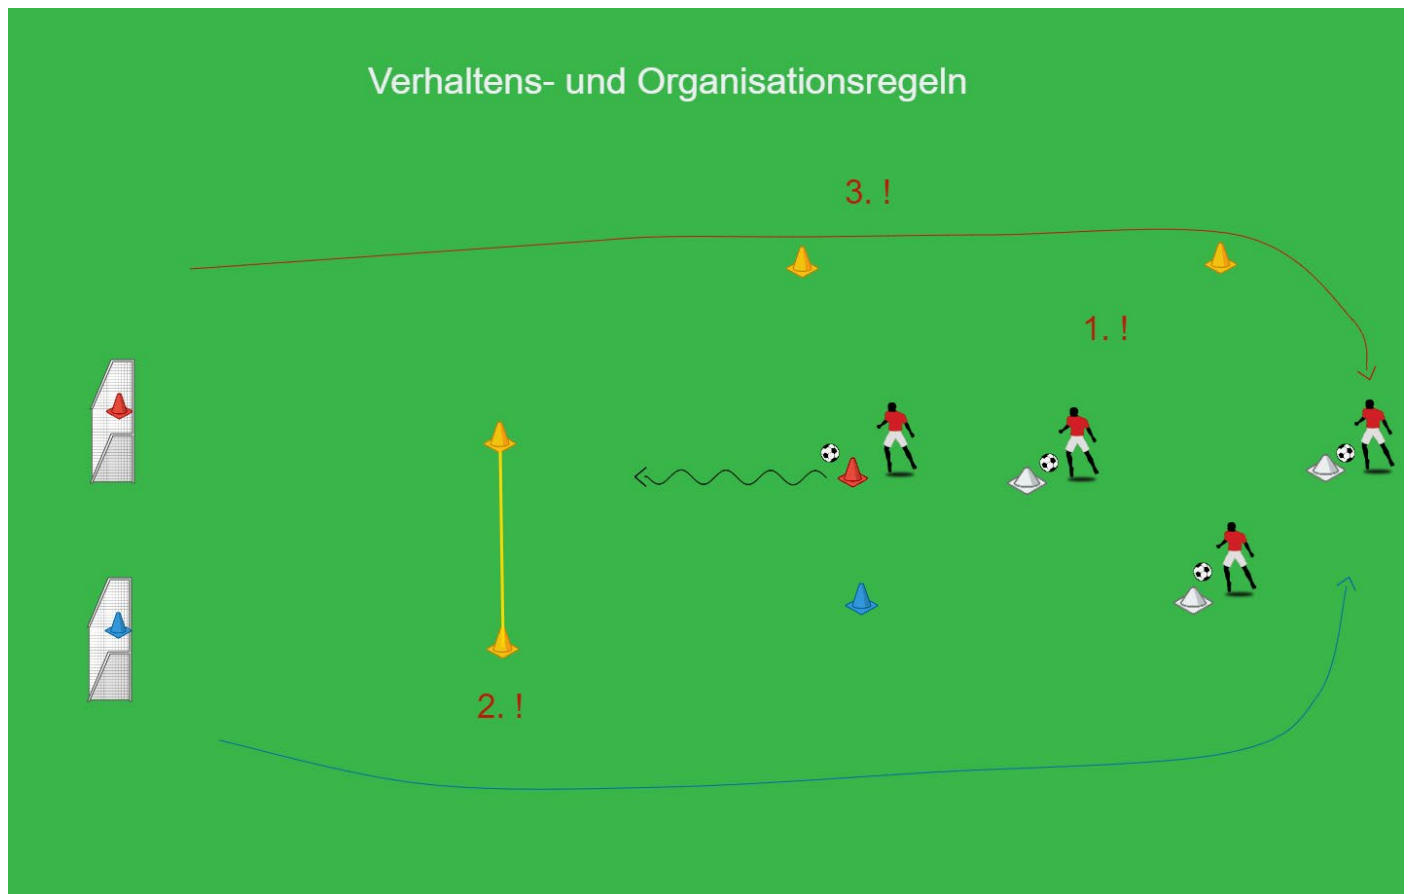 Verhaltens- und Organisationsregeln
3. !
1. !
2. !